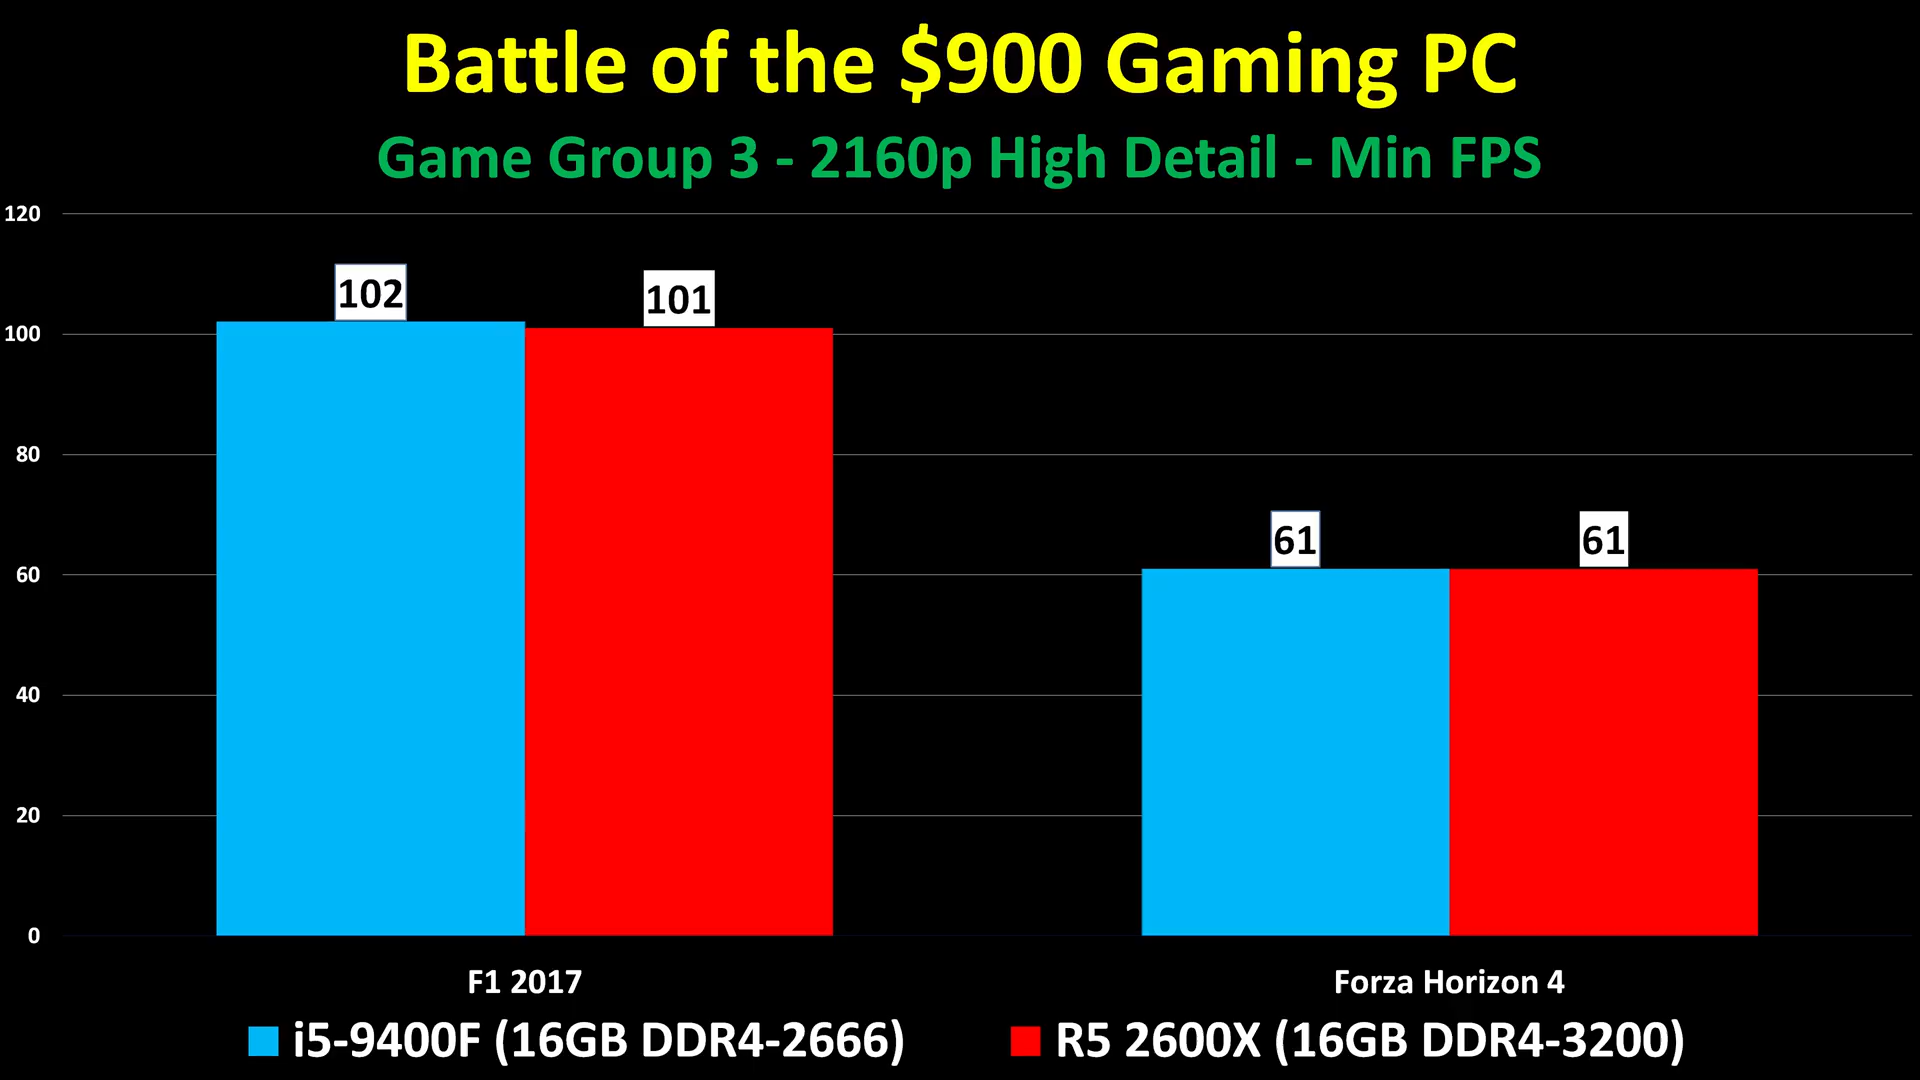 Battle of the $900 Gaming PC
Game Group 3 - 2160p High Detail - Min FPS
120
100
80
60
40
20
0
102
101
61
61
F1 2017
Forza Horizon 4
i5-9400F (16GB DDR4-2666)
R5 2600X (16GB DDR4-3200)